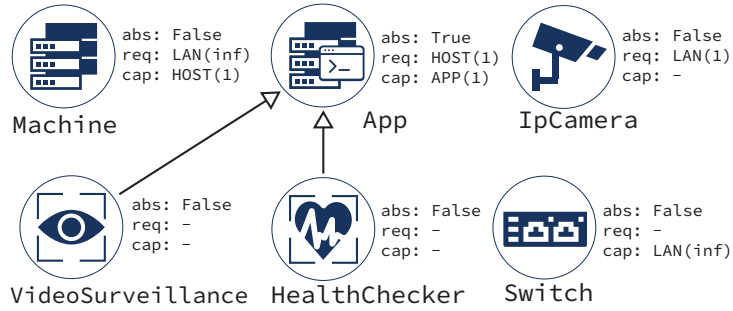 abs: False
req: LAN(inf)
cap: HOST(1)
Machine
abs: True
req: HOST(1)
cap: APP(1)
App
abs: False
req: LAN(1)
cap: -
IpCamera
abs: False
req: -
cap: -
VideoSurveillance
abs: False
req: -
cap: -
HealthChecker
abs: False
req: -
cap: LAN(inf)
Switch